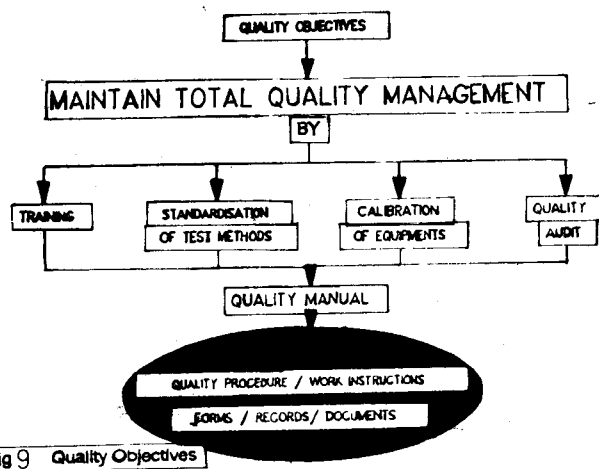 QUALITY OBJECTIVES
MAINTAIN TOTAL QUALITY MANAGEMENT
BY
TRAINING
STANDARDISATION
OF TEST METHODS
CALIBRATION
OF EQUIPMENTS
QUALITY
AUDIT
QUALITY MANUAL
QUALITY PROCEDURE / WORK INSTRUCTIONS
FORMS / RECORDS / DOCUMENTS
ig 9 Quality Objectives